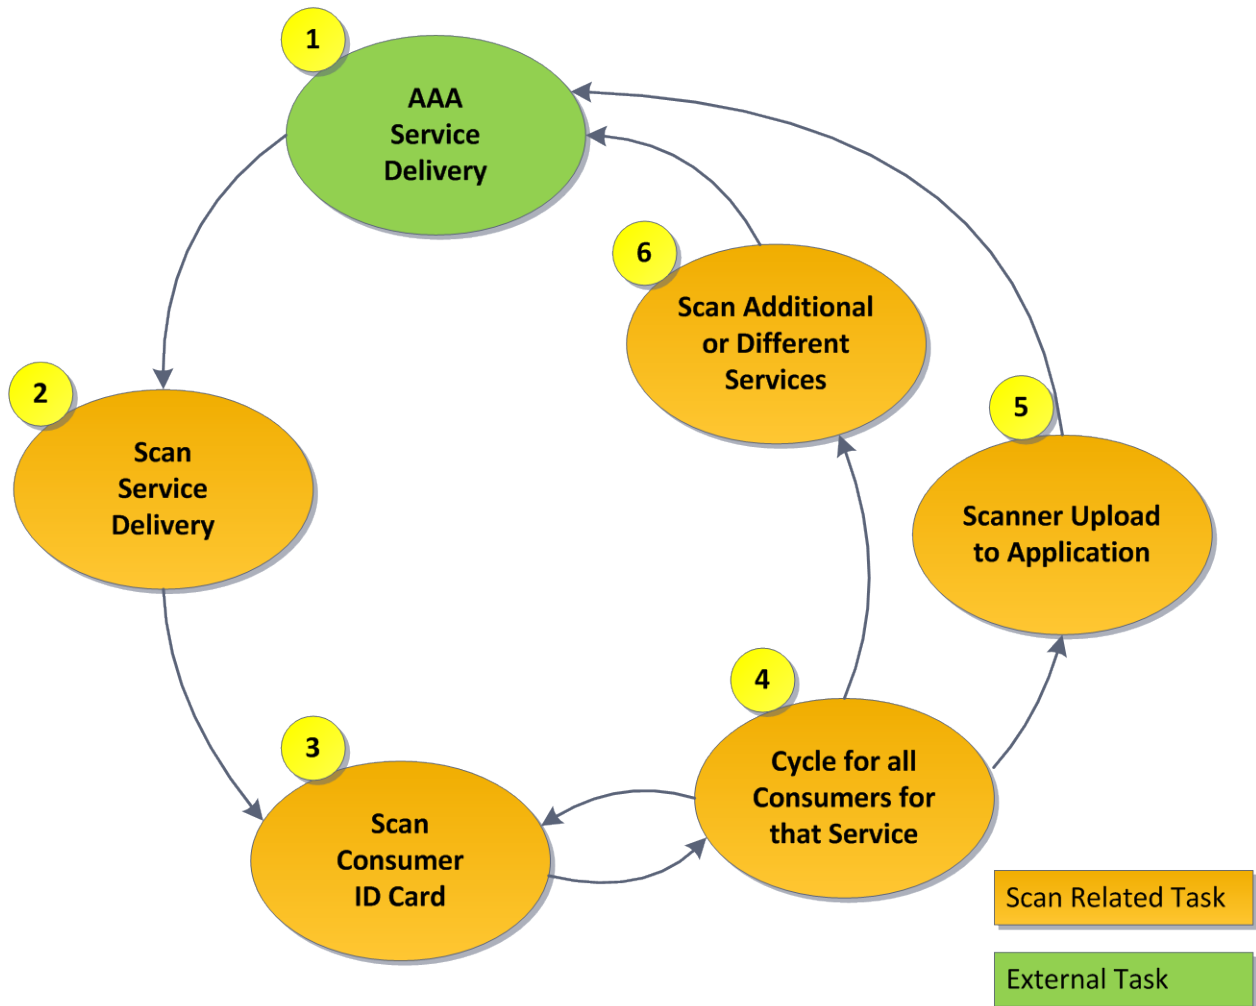 1
AAA
Service
Delivery
2
Scan
Service
Delivery
3
Scan
Consumer
ID Card
4
Cycle for all
Consumers for
that Service
5
Scanner Upload
to Application
6
Scan Additional
or Different
Services
Scan Related Task
External Task